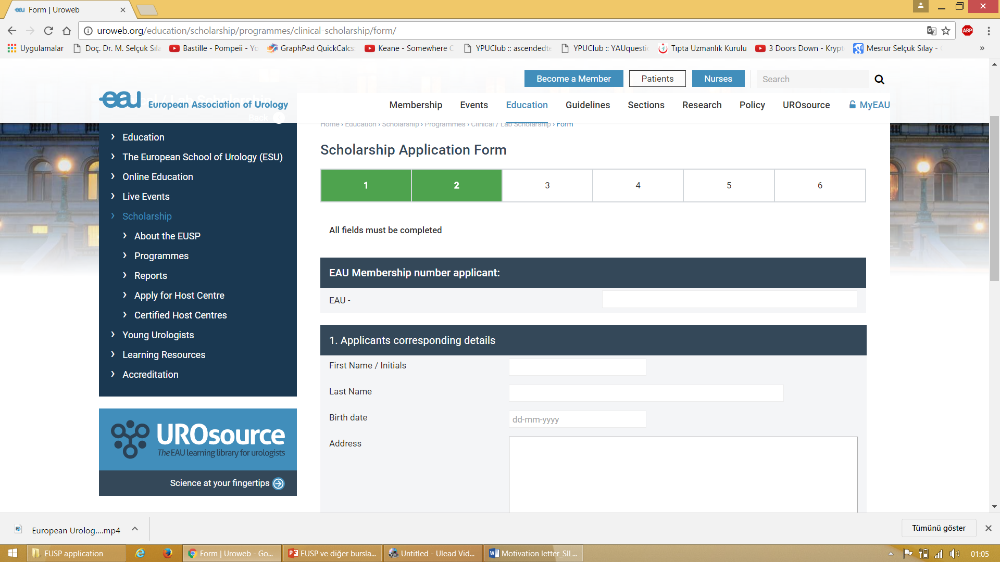 Form | Uroweb
uroweb.org/education/scholarship/programmes/clinical-scholarship/form/
ABP
Uygulamalar
Doç. Dr. M. Selçuk Sıla
Bastille - Pompeii - Yo
GraphPad QuickCalcs:
Keane - Somewhere
YPUClub :: ascendedte
YPUClub :: YAUquesti
Tıpta Uzmanlık Kurulu
3 Doors Down - Krypt
Mesrur Selçuk Sılay -
»
Become a Member
Patients
Nurses
Search
eau European Association of Urology
Back
Membership
Events
Education
Guidelines
Sections
Research
Policy
UROsource
MyEAU
Home › Education › Scholarship › Programmes › Clinical / Lab Scholarship › Form
Education
The European School of Urology (ESU)
Online Education
Live Events
Scholarship
About the EUSP
Programmes
Reports
Apply for Host Centre
Certified Host Centres
Young Urologists
Learning Resources
Accreditation
UROsource
The EAU learning library for urologists
Science at your fingertips
Scholarship Application Form
1 2 3 4 5 6
All fields must be completed
EAU Membership number applicant:
EAU -
1. Applicants corresponding details
First Name / Initials
Last Name
Birth date dd-mm-yyyy
Address
European Urolog....mp4
Tümünü göster
EUSP application
Form | Uroweb - Go...
EUSP ve diğer bursla...
Untitled - Ulead Vid...
Motivation letter_SIL...
01:05